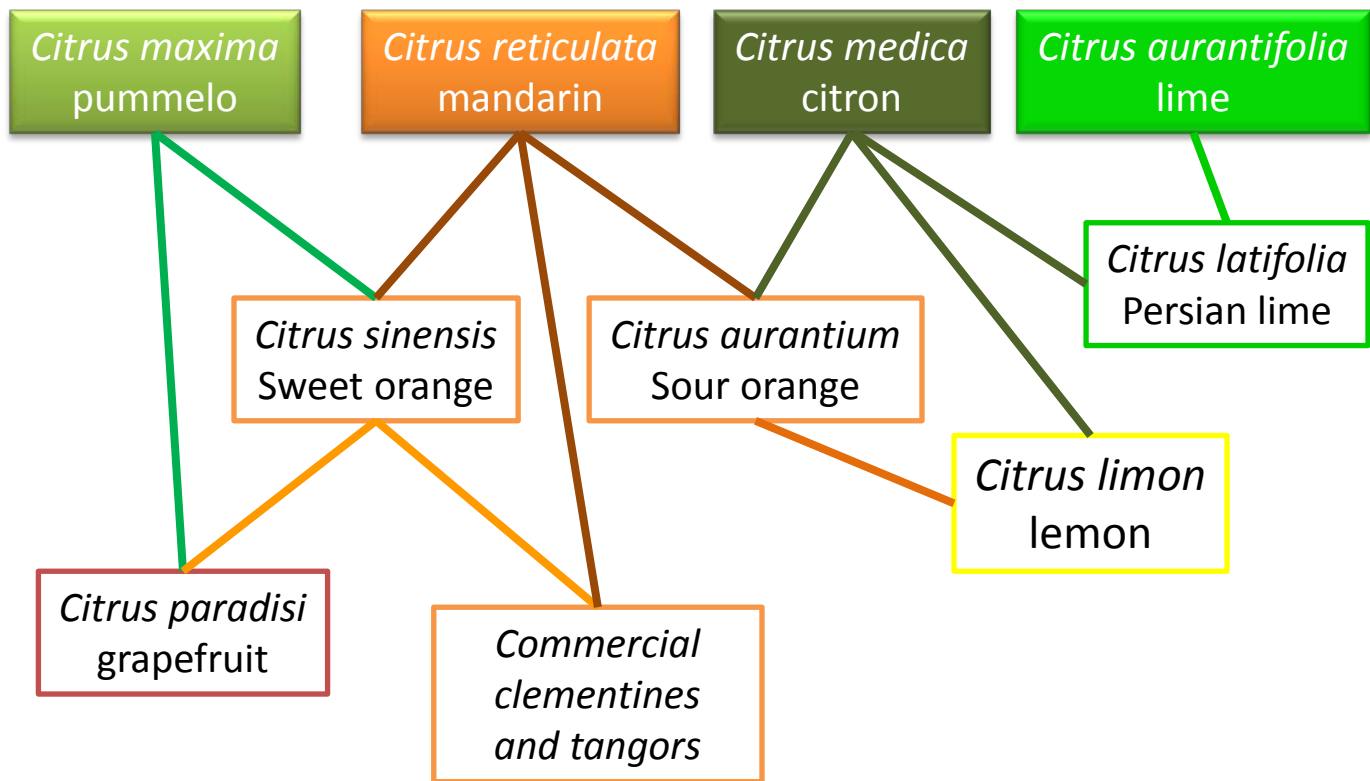 Citrus maxima
pummelo
Citrus reticulata
mandarin
Citrus medica
citron
Citrus aurantifolia
lime
Citrus latifolia
Persian lime
Citrus sinensis
Sweet orange
Citrus aurantium
Sour orange
Citrus limon
lemon
Citrus paradisi
grapefruit
Commercial
clementines
and tangors